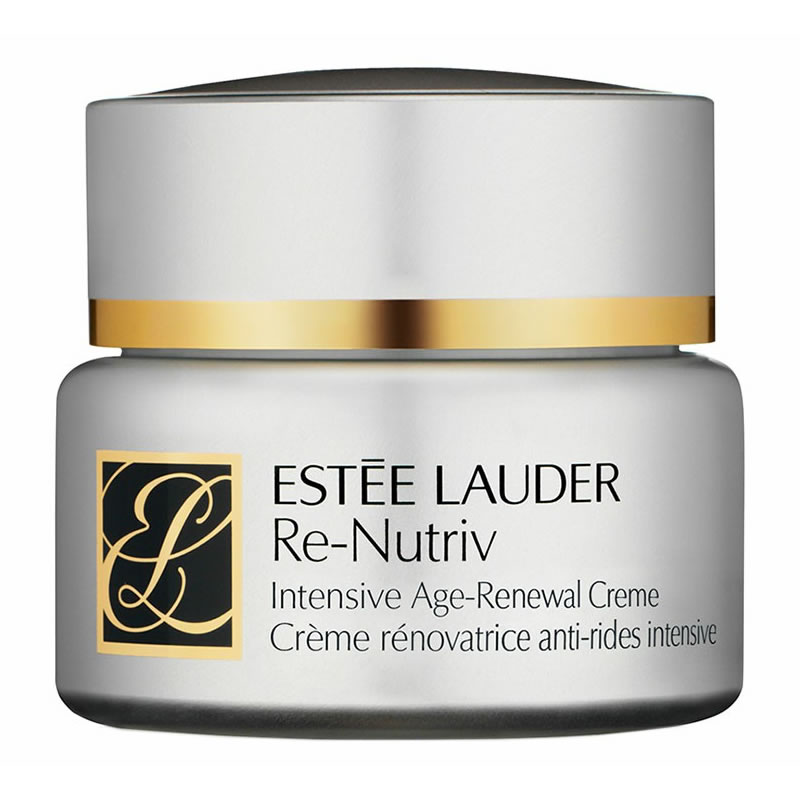 ESTĒE LAUDER
Re-Nutriv
Intensive Age-Renewal Creme
Crème rénovatrice anti-rides intensive